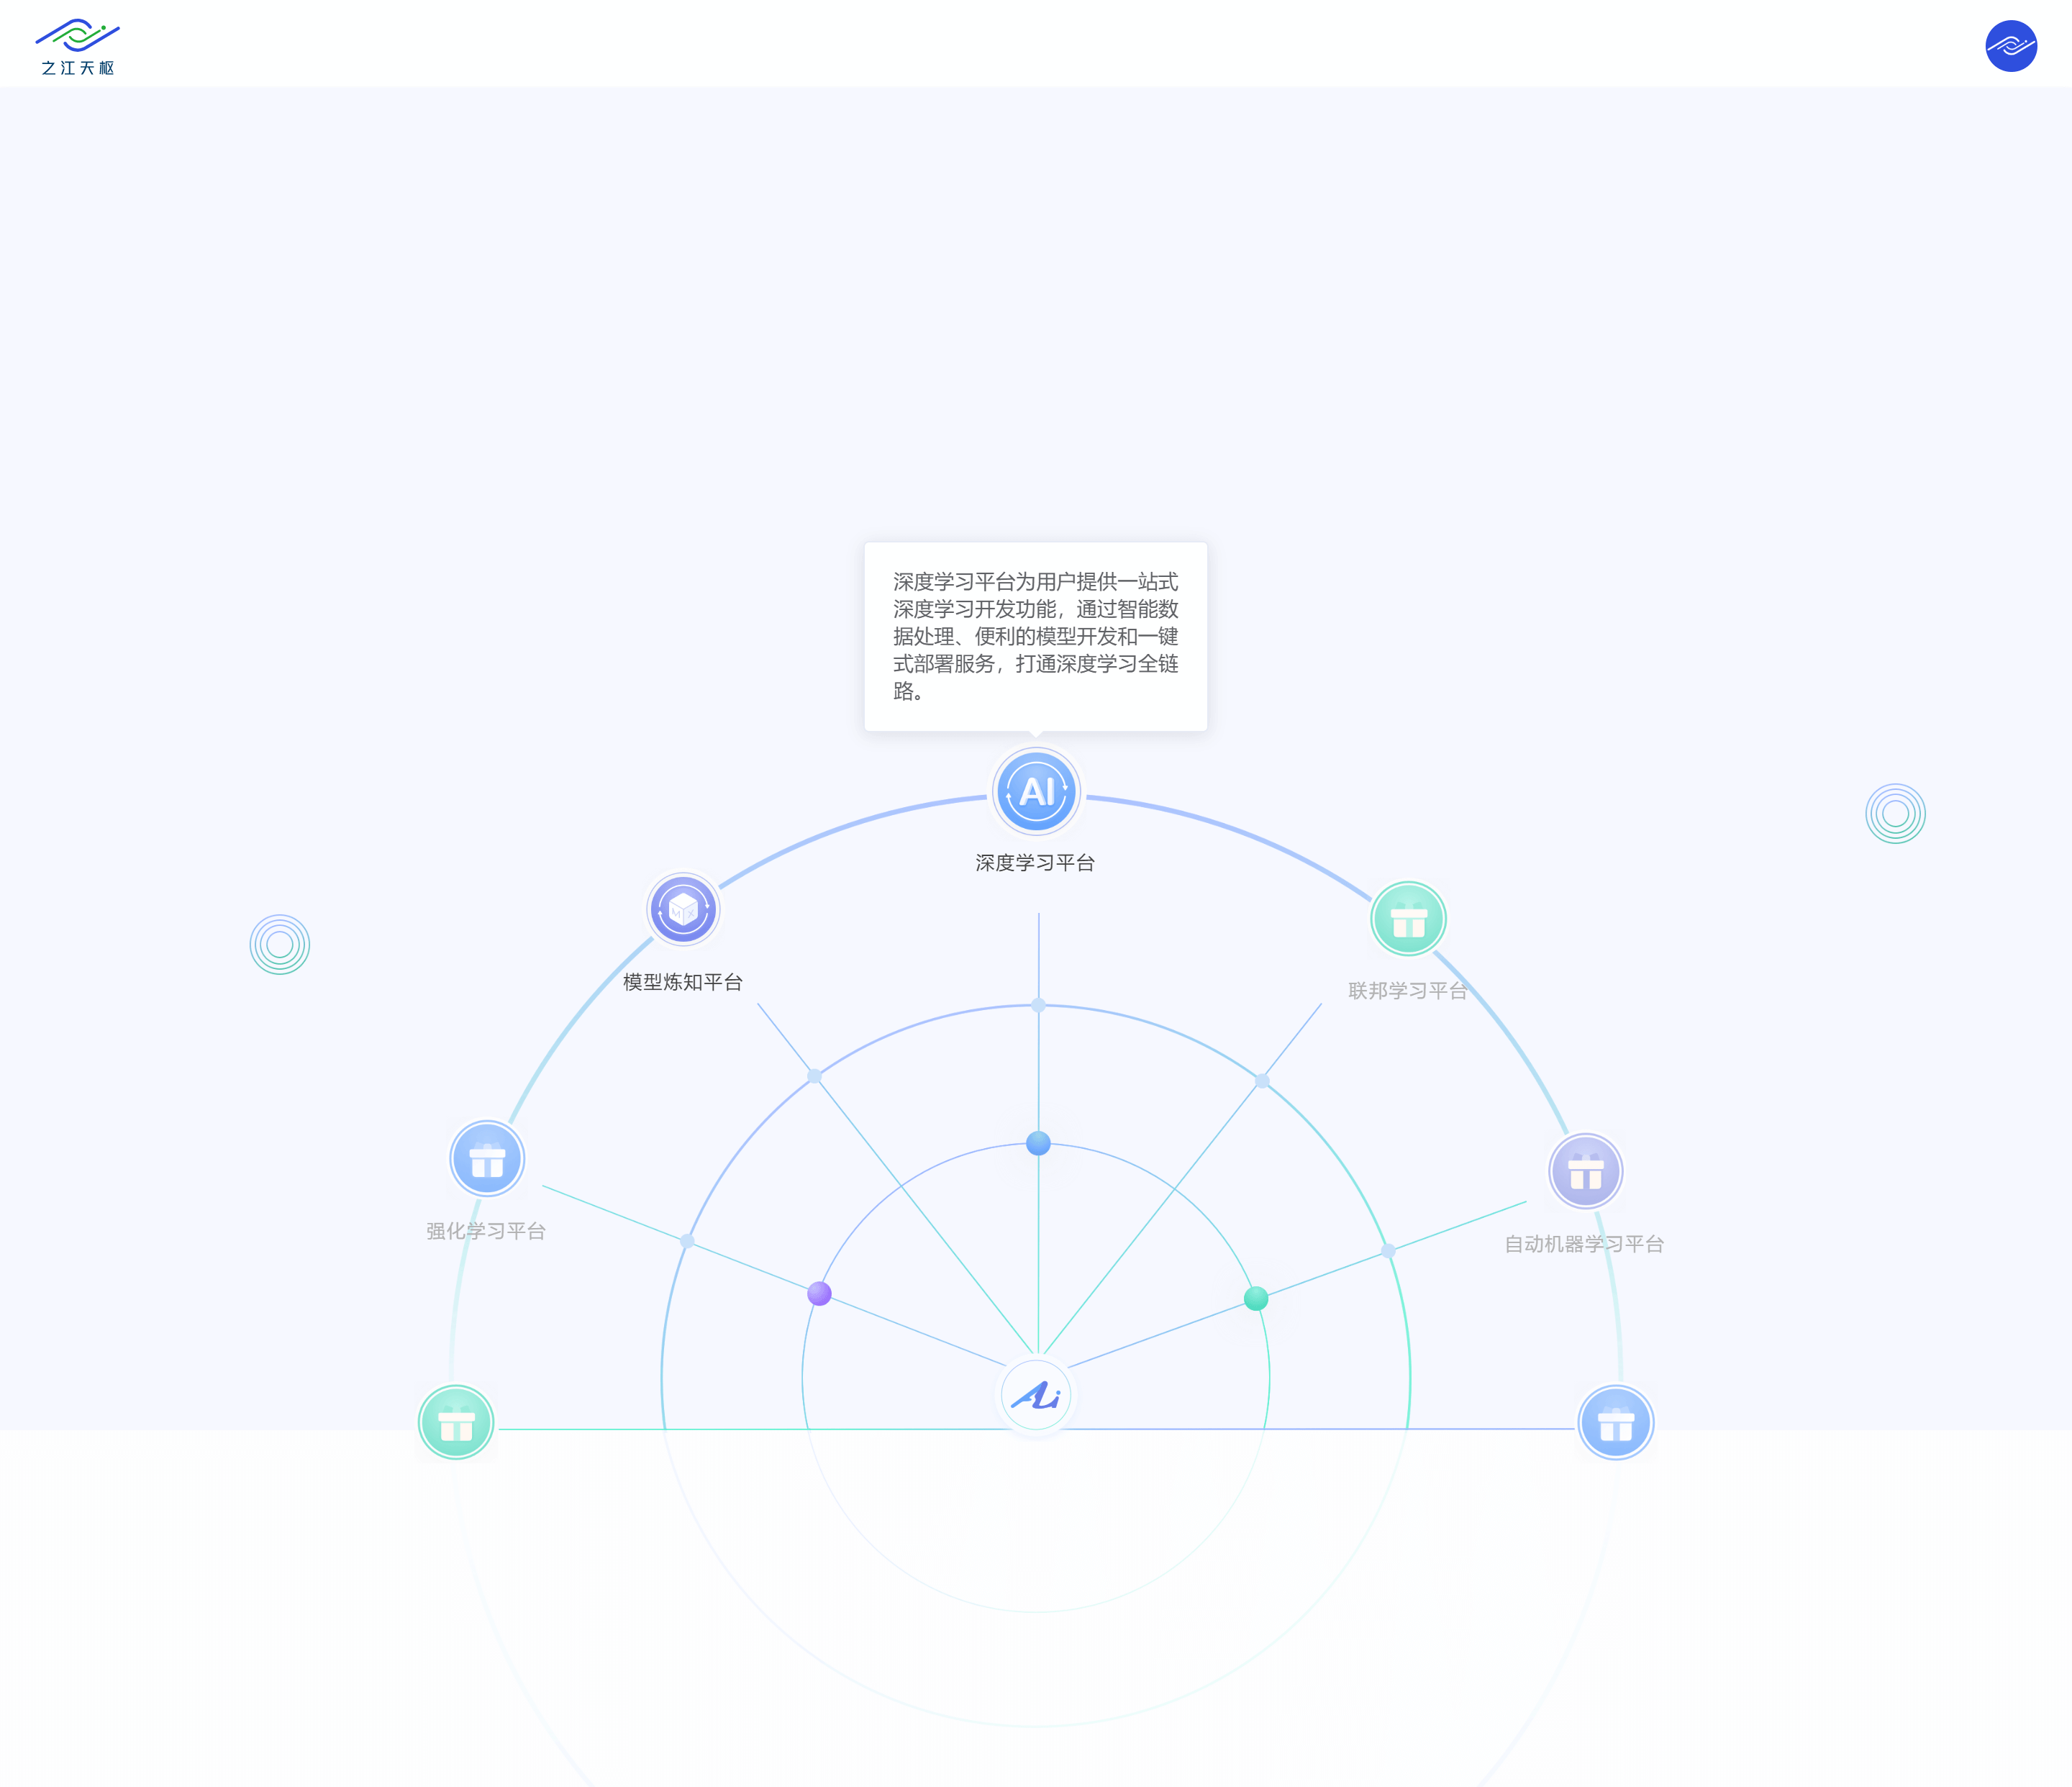 之江天枢
深度学习平台为用户提供一站式
深度学习开发功能，通过智能数
据处理、便利的模型开发和一键
式部署服务，打通深度学习全链
路。
AI
深度学习平台
M X
模型炼知平台
联邦学习平台
强化学习平台
自动机器学习平台
Ai